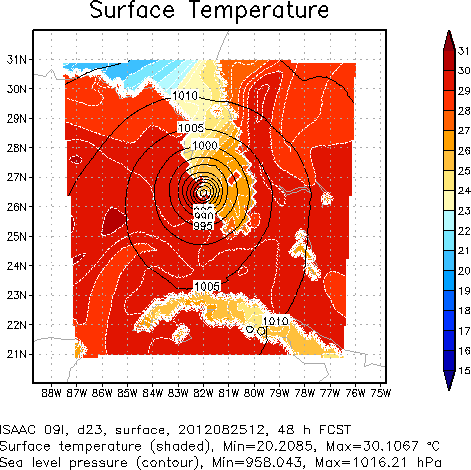 Surface Temperature
31N
30N
29N
28N
27N
26N
25N
24N
23N
22N
21N
88W 87W 86W 85W 84W 83W 82W 81W 80W 79W 78W 77W 76W 75W
1010
1005
1000
990
995
1005
1010
31
30
29
28
27
26
25
24
23
22
21
20
19
18
17
16
15
ISAAC 09l, d23, surface, 2012082512, 48 h FCST
Surface temperature (shaded), Min=20.2085, Max=30.1067 °C
Sea level pressure (contour), Min=958.043, Max=1016.21 hPa